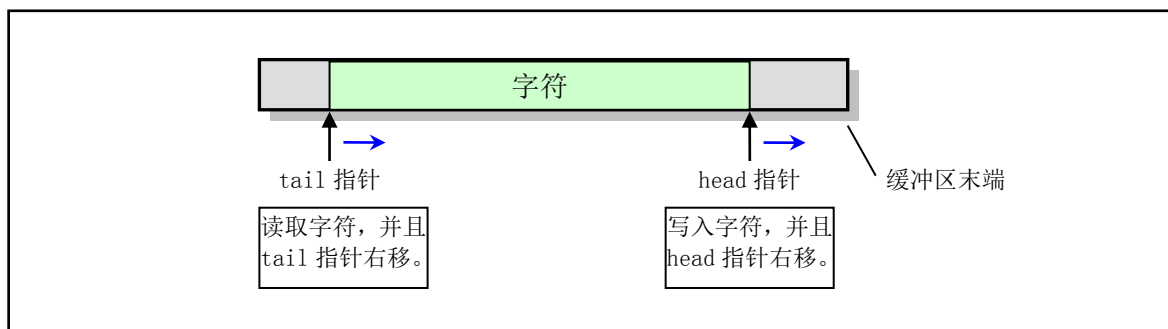 字符
tail 指针
head 指针
缓冲区末端
读取字符，并且
tail 指针右移。
写入字符，并且
head 指针右移。